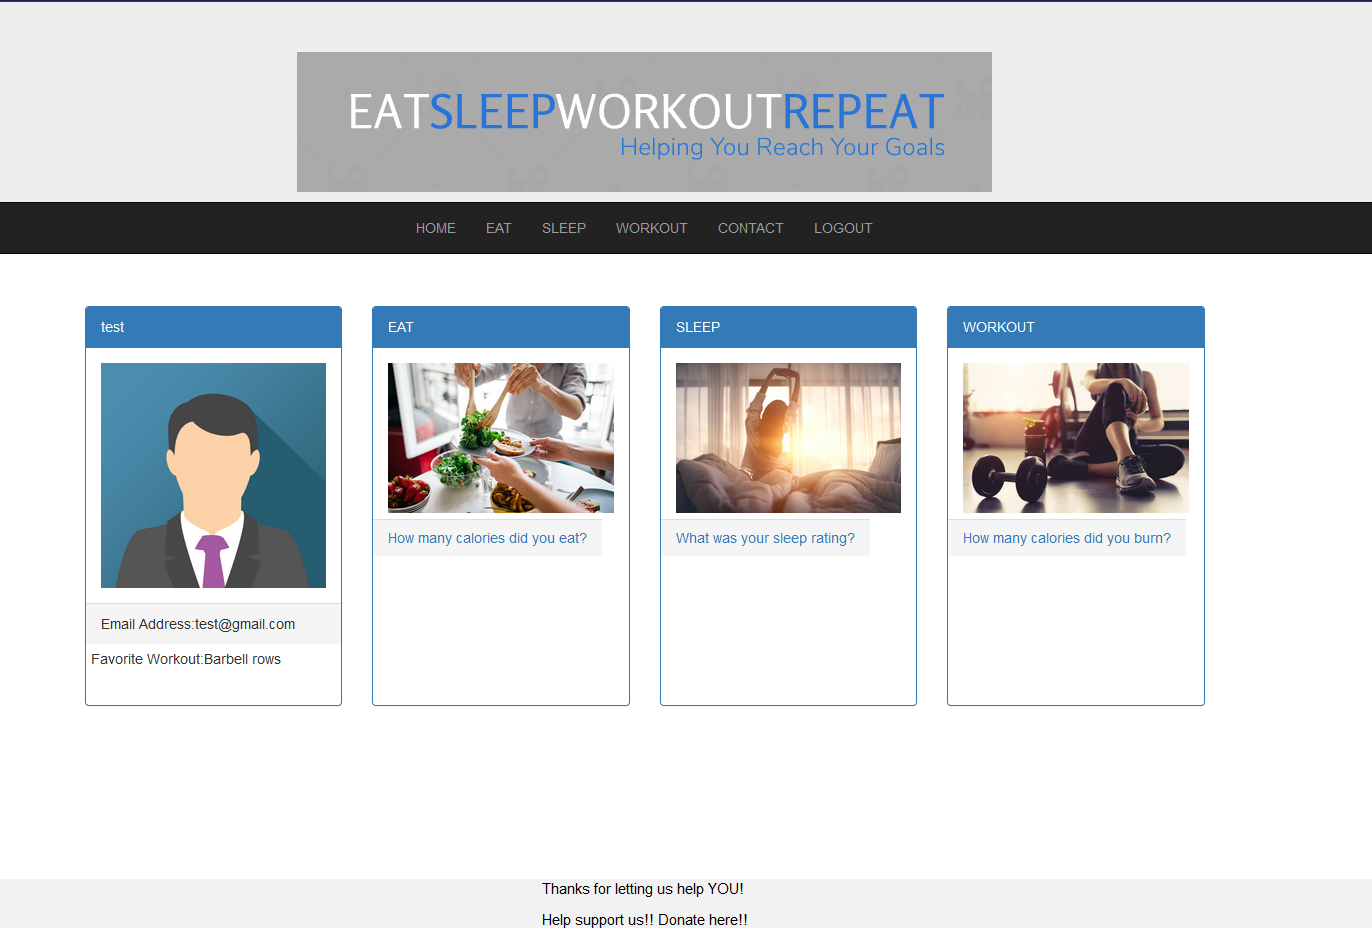 EATSLEEPWORKOUTREPEAT
Helping You Reach Your Goals
HOME EAT SLEEP WORKOUT CONTACT LOGOUT
test
EAT
SLEEP
WORKOUT
How many calories did you eat?
What was your sleep rating?
How many calories did you burn?
Email Address:test@gmail.com
Favorite Workout:Barbell rows
Thanks for letting us help YOU!
Help support us!! Donate here!!